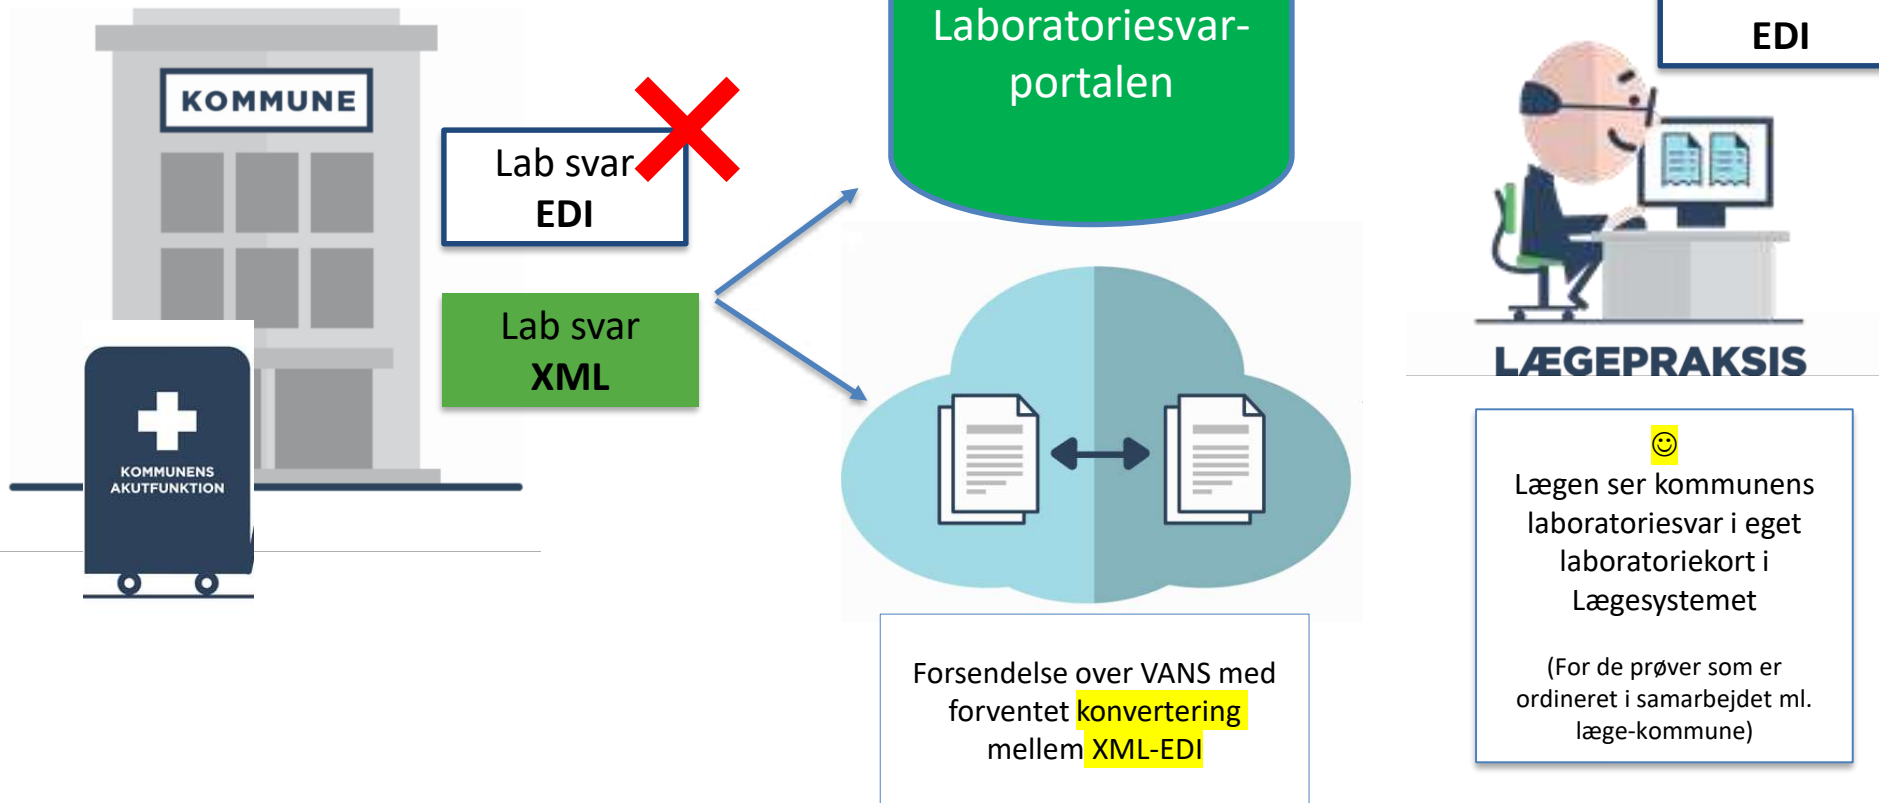 KOMMUNE
KOMMUNENS
AKUTFUNKTION
Lab svar
EDI
Lab svar
XML
Laboratoriesvar-
portalen
Forsendelse over VANS med
forventet konvertering
mellem XML-EDI
EDI
LÆGEPRAKSIS
☺
Lægen ser kommunens
laboratoriesvar i eget
laboratoriekort i
Lægesystemet
(For de prøver som er
ordineret i samarbejdet ml.
læge-kommune)